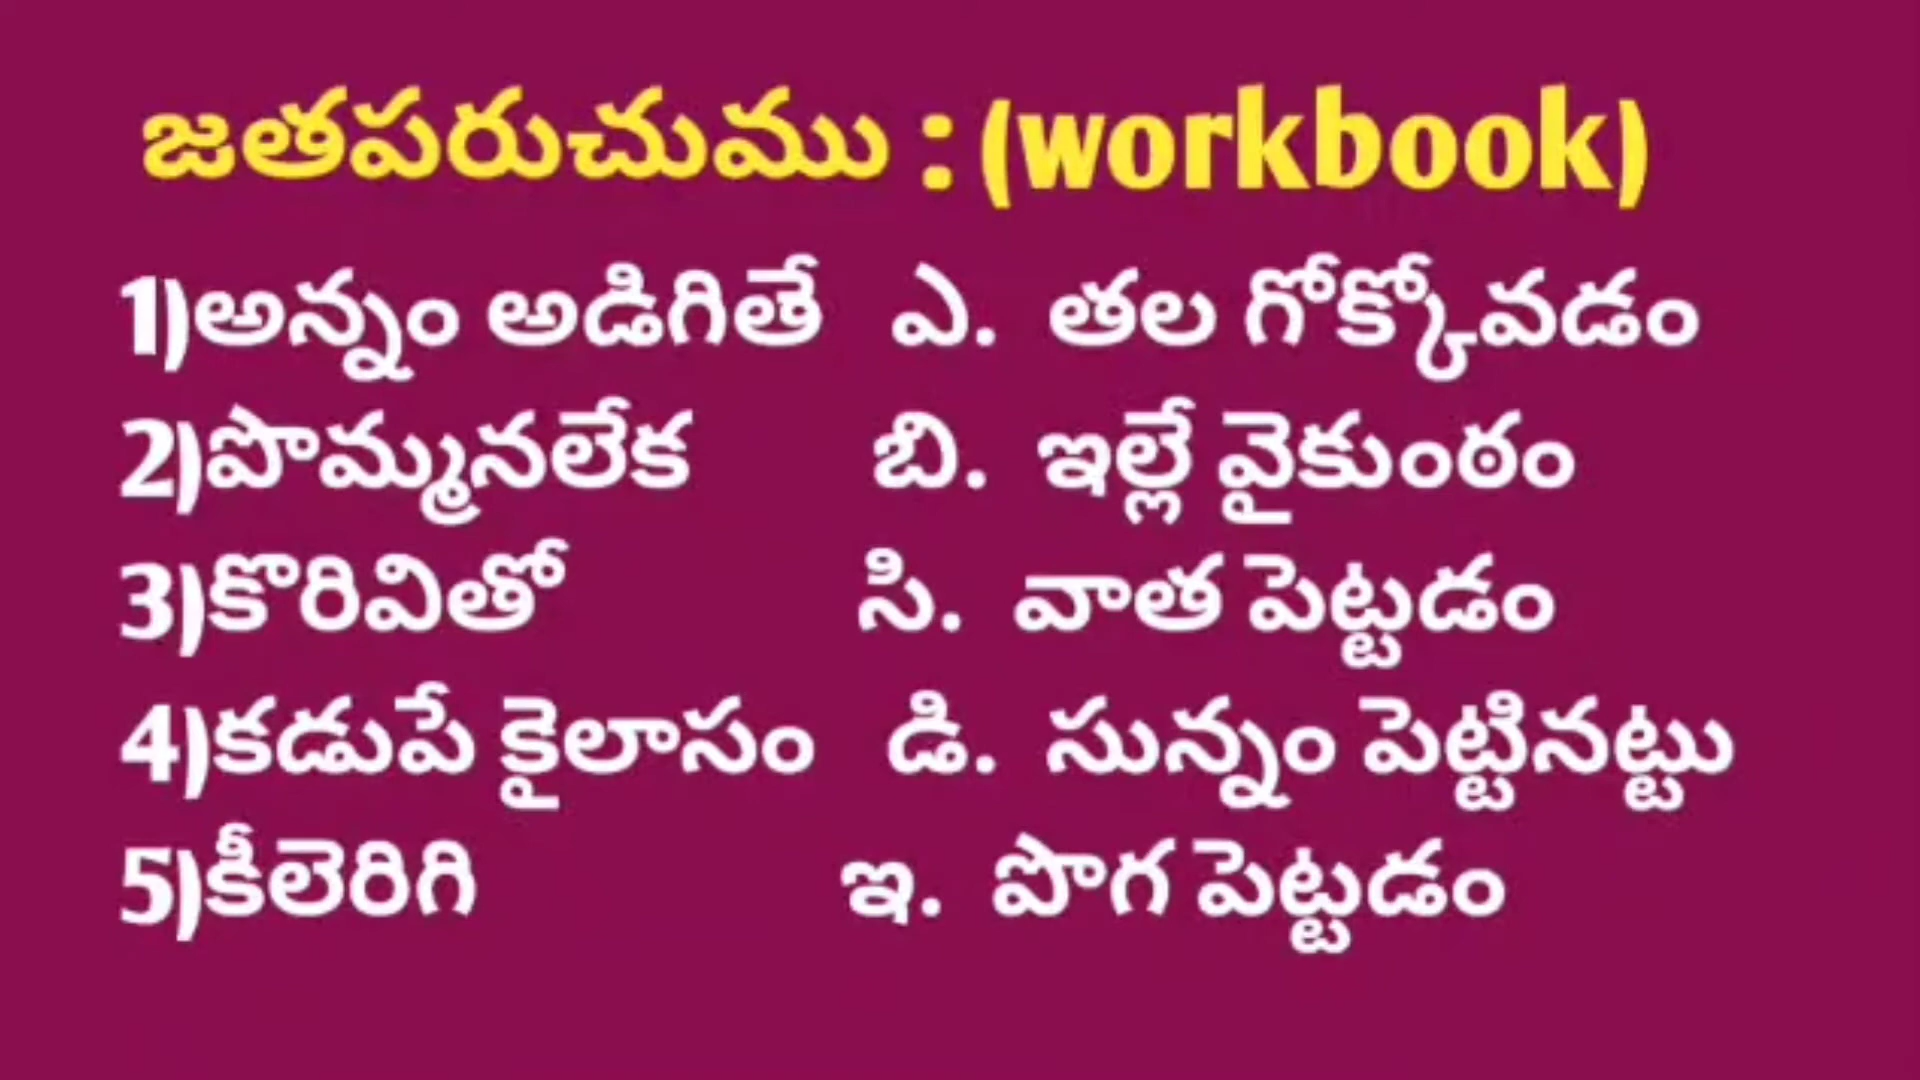 జతపరుచుము : (workbook)
1)అన్నం అడిగితే ఎ. తల గోక్కోవడం
2)పొమ్మనలేక బి. ఇల్లే వైకుంఠం
3)కొరివితో సి. వాత పెట్టడం
4)కడుపే కైలాసం డి. సున్నం పెట్టినట్టు
5)కీలెరిగి ఇ. పొగ పెట్టడం